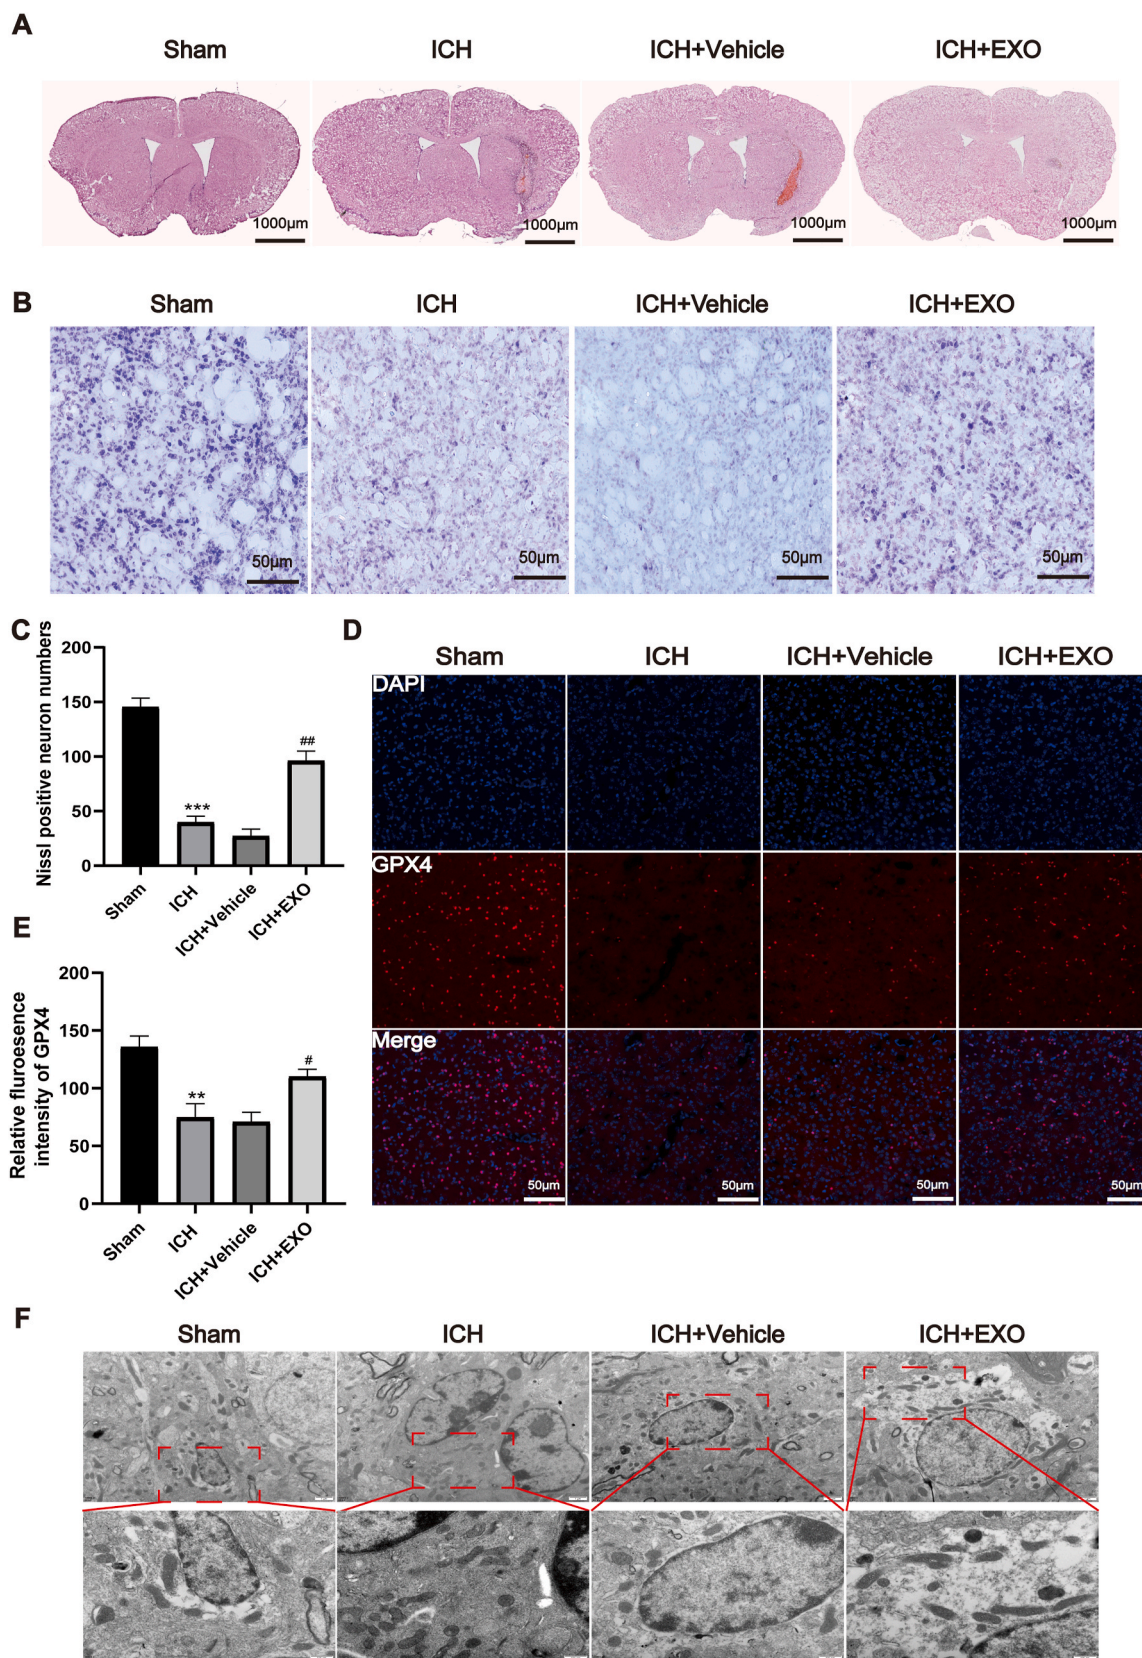 A
Sham
ICH
ICH+Vehicle
ICH+EXO
1000μm
1000μm
1000μm
1000μm
B
Sham
ICH
ICH+Vehicle
ICH+EXO
50μm
50μm
50μm
50μm
C
Nissl positive neuron numbers
200
150
100
50
0
***
##
Sham
ICH
ICH+Vehicle
ICH+EXO
D
Sham
ICH
ICH+Vehicle
ICH+EXO
DAPI
GPX4
Merge
50μm
50μm
50μm
50μm
E
Relative fluroesence
intensity of GPX4
200
150
100
50
0
**
#
Sham
ICH
ICH+Vehicle
ICH+EXO
F
Sham
ICH
ICH+Vehicle
ICH+EXO